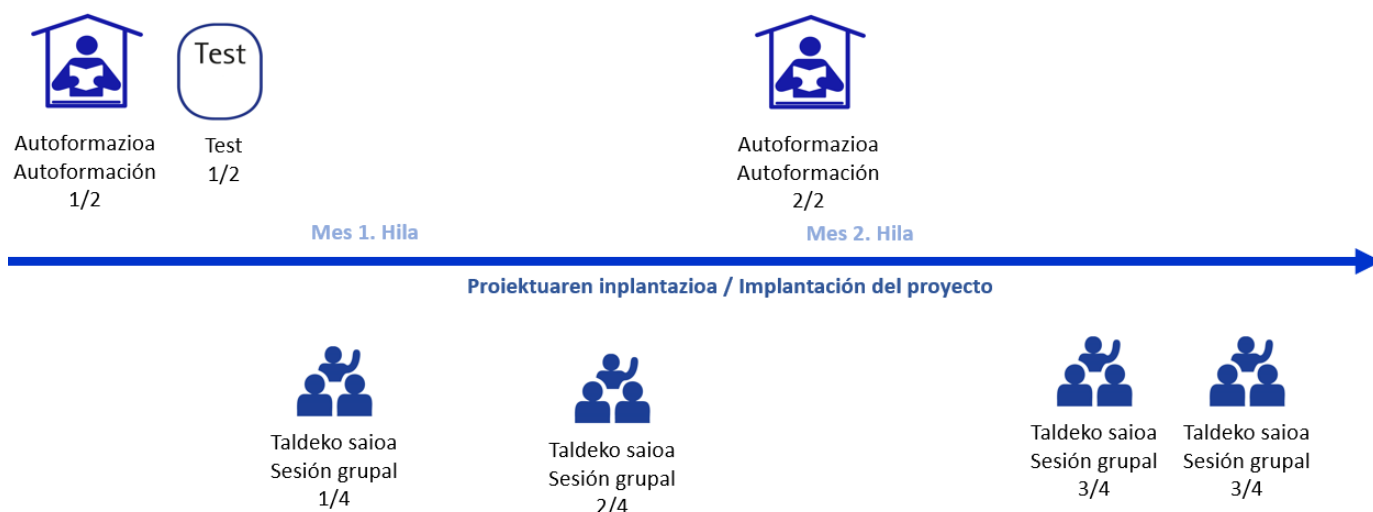 Test
Autoformazioa
Autoformación
1/2
Test
1/2
Autoformazioa
Autoformación
2/2
Mes 1. Hila
Mes 2. Hila
Proiektuaren inplantazioa / Implantación del proyecto
Taldeko saioa
Sesión grupal
1/4
Taldeko saioa
Sesión grupal
2/4
Taldeko saioa
Sesión grupal
3/4
Taldeko saioa
Sesión grupal
3/4